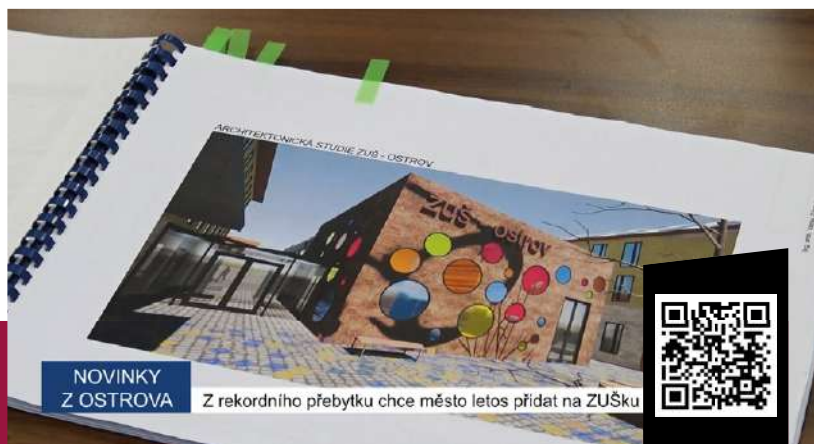 ARCHITEKTONICKÁ STUDIE ZUŠ - OSTROV
ZUŠ OSTROV
NOVINKY
Z OSTROVA
Z rekordního přebytku chce město letos přidat na ZUŠku